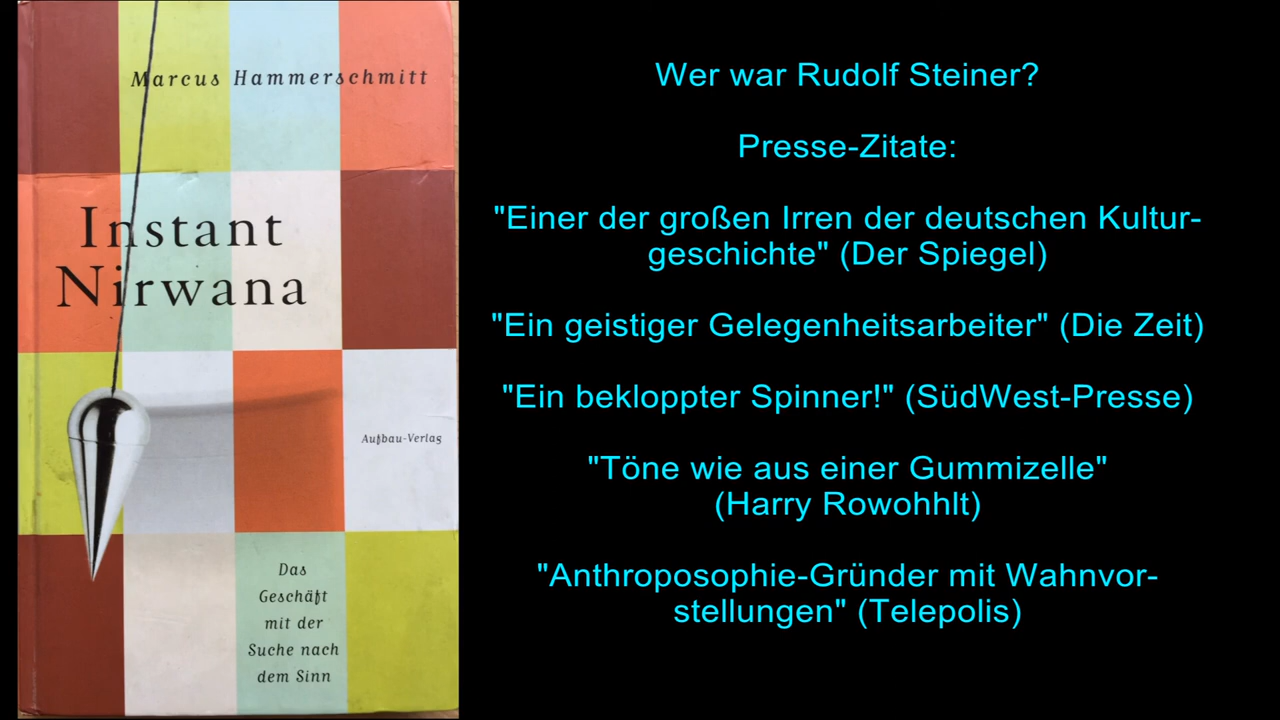 Marcus Hammerschmitt
Instant
Nirwana
Aufbau-Verlag
Das
Geschäft
mit der
Suche nach
dem Sinn
Wer war Rudolf Steiner?
Presse-Zitate:
"Einer der großen Irren der deutschen Kultur-
geschichte" (Der Spiegel)
"Ein geistiger Gelegenheitsarbeiter" (Die Zeit)
"Ein bekloppter Spinner!" (SüdWest-Presse)
"Töne wie aus einer Gummizelle"
(Harry Rowohhlt)
"Anthroposophie-Gründer mit Wahnvor-
stellungen" (Telepolis)